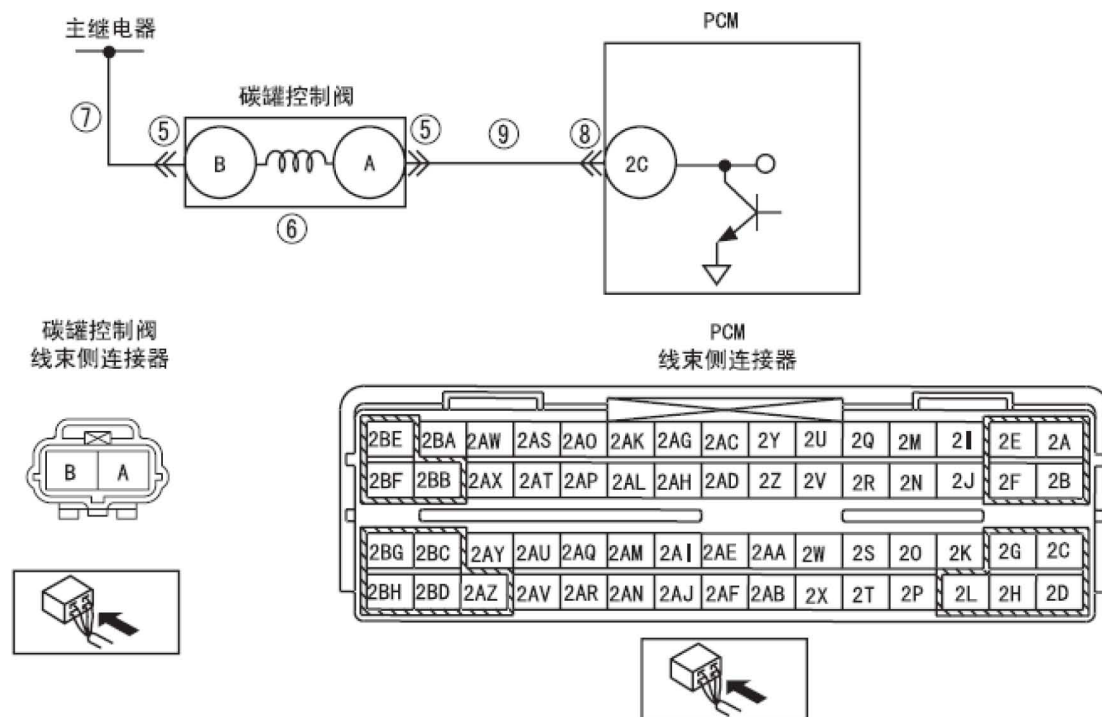 主继电器
PCM
碳罐控制阀
⑦ ⑤ ⑤ ⑨ ⑧
B A 2C
⑥
碳罐控制阀
线束侧连接器
PCM
线束侧连接器
B A
2BE 2BA 2AW 2AS 2AO 2AK 2AG 2AC 2Y 2U 2Q 2M 2I 2E 2A
2BF 2BB 2AX 2AT 2AP 2AL 2AH 2AD 2Z 2V 2R 2N 2J 2F 2B
2BG 2BC 2AY 2AU 2AQ 2AM 2AI 2AE 2AA 2W 2S 2O 2K 2G 2C
2BH 2BD 2AZ 2AV 2AR 2AN 2AJ 2AF 2AB 2X 2T 2P 2L 2H 2D